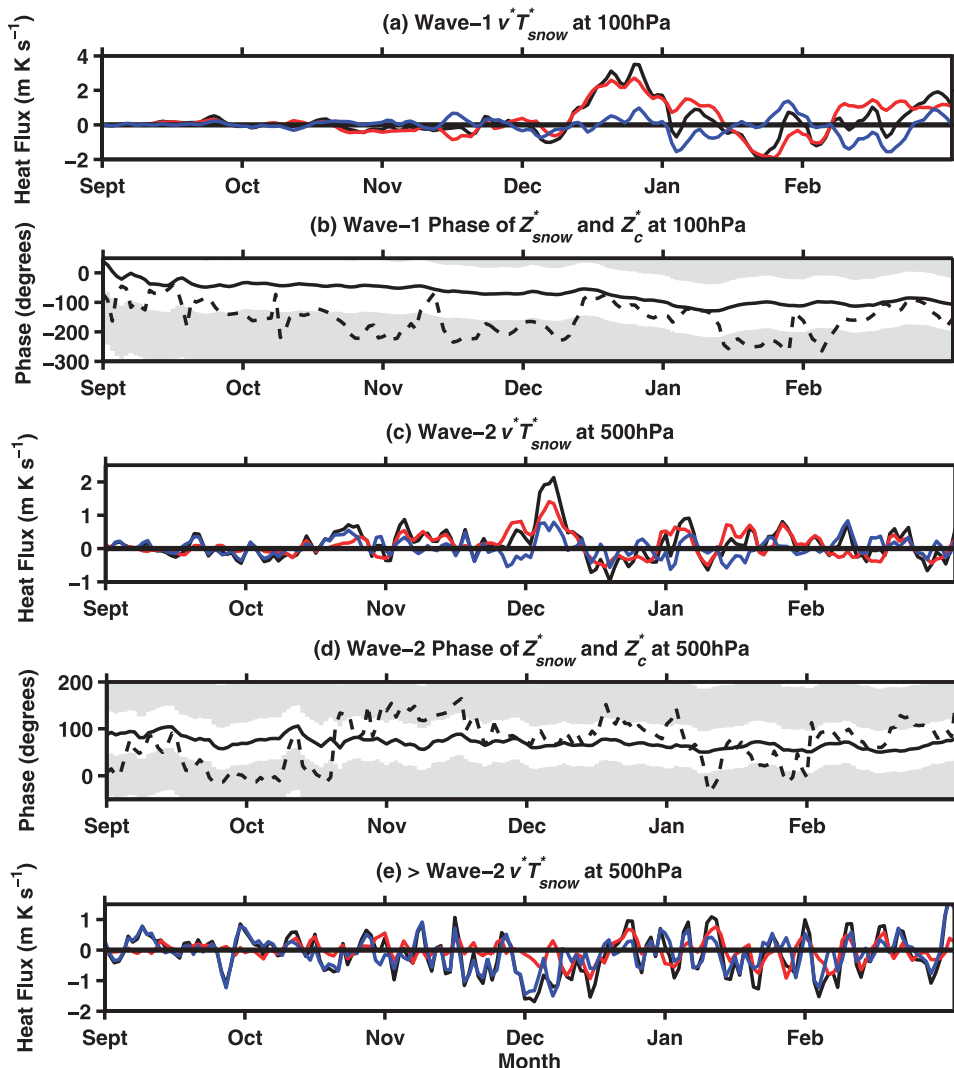 (a) Wave−1 v*T*snow at 100hPa
Heat Flux (m K s−1)
4
2
0
−2
Sept Oct Nov Dec Jan Feb
(b) Wave−1 Phase of Z*snow and Z*c at 100hPa
Phase (degrees)
0
−100
−200
−300
Sept Oct Nov Dec Jan Feb
(c) Wave−2 v*T*snow at 500hPa
Heat Flux (m K s−1)
2
1
0
−1
Sept Oct Nov Dec Jan Feb
(d) Wave−2 Phase of Z*snow and Z*c at 500hPa
Phase (degrees)
200
100
0
Sept Oct Nov Dec Jan Feb
(e) > Wave−2 v*T*snow at 500hPa
Heat Flux (m K s−1)
1
0
−1
−2
Sept Oct Nov Dec Jan Feb
Month